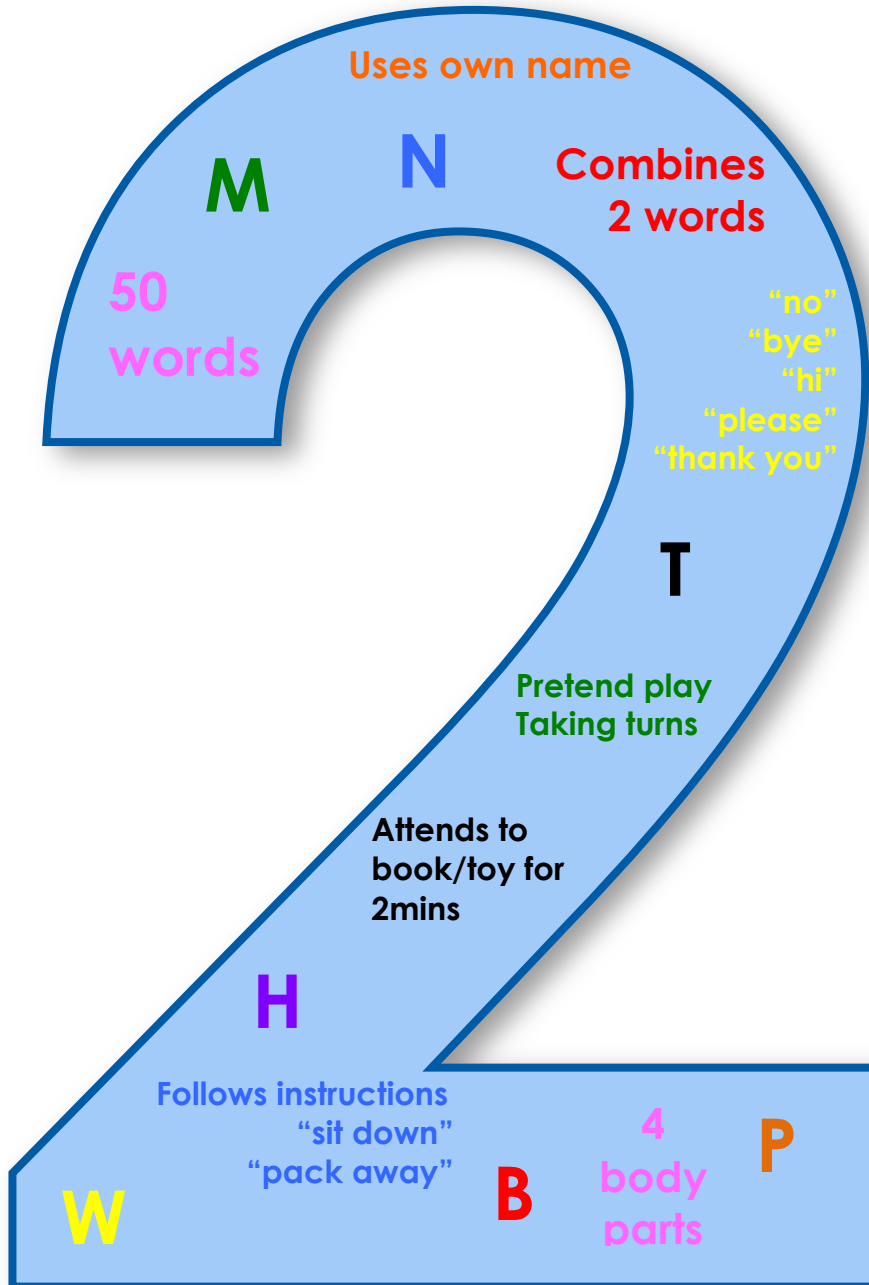 Uses own name
M
N
Combines
2 words
50
words
“no”
“bye”
“hi”
“please”
“thank you”
T
Pretend play
Taking turns
Attends to
book/toy for
2mins
H
Follows instructions
“sit down”
“pack away”
W
B
4
body
parts
P